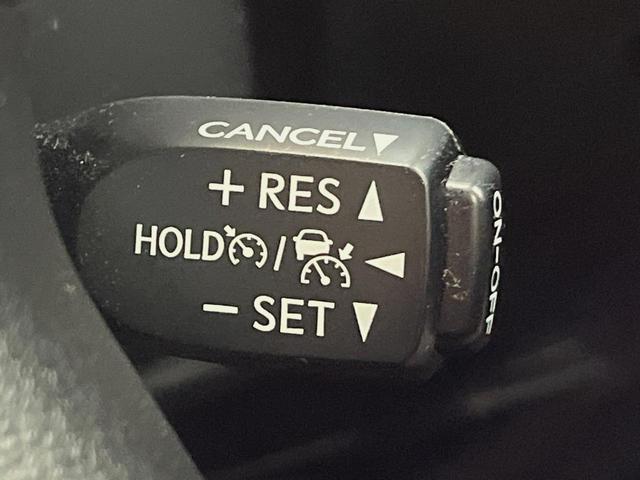 CANCEL▼
+ RES ▲
HOLD / ◀
− SET ▼
ON-OFF